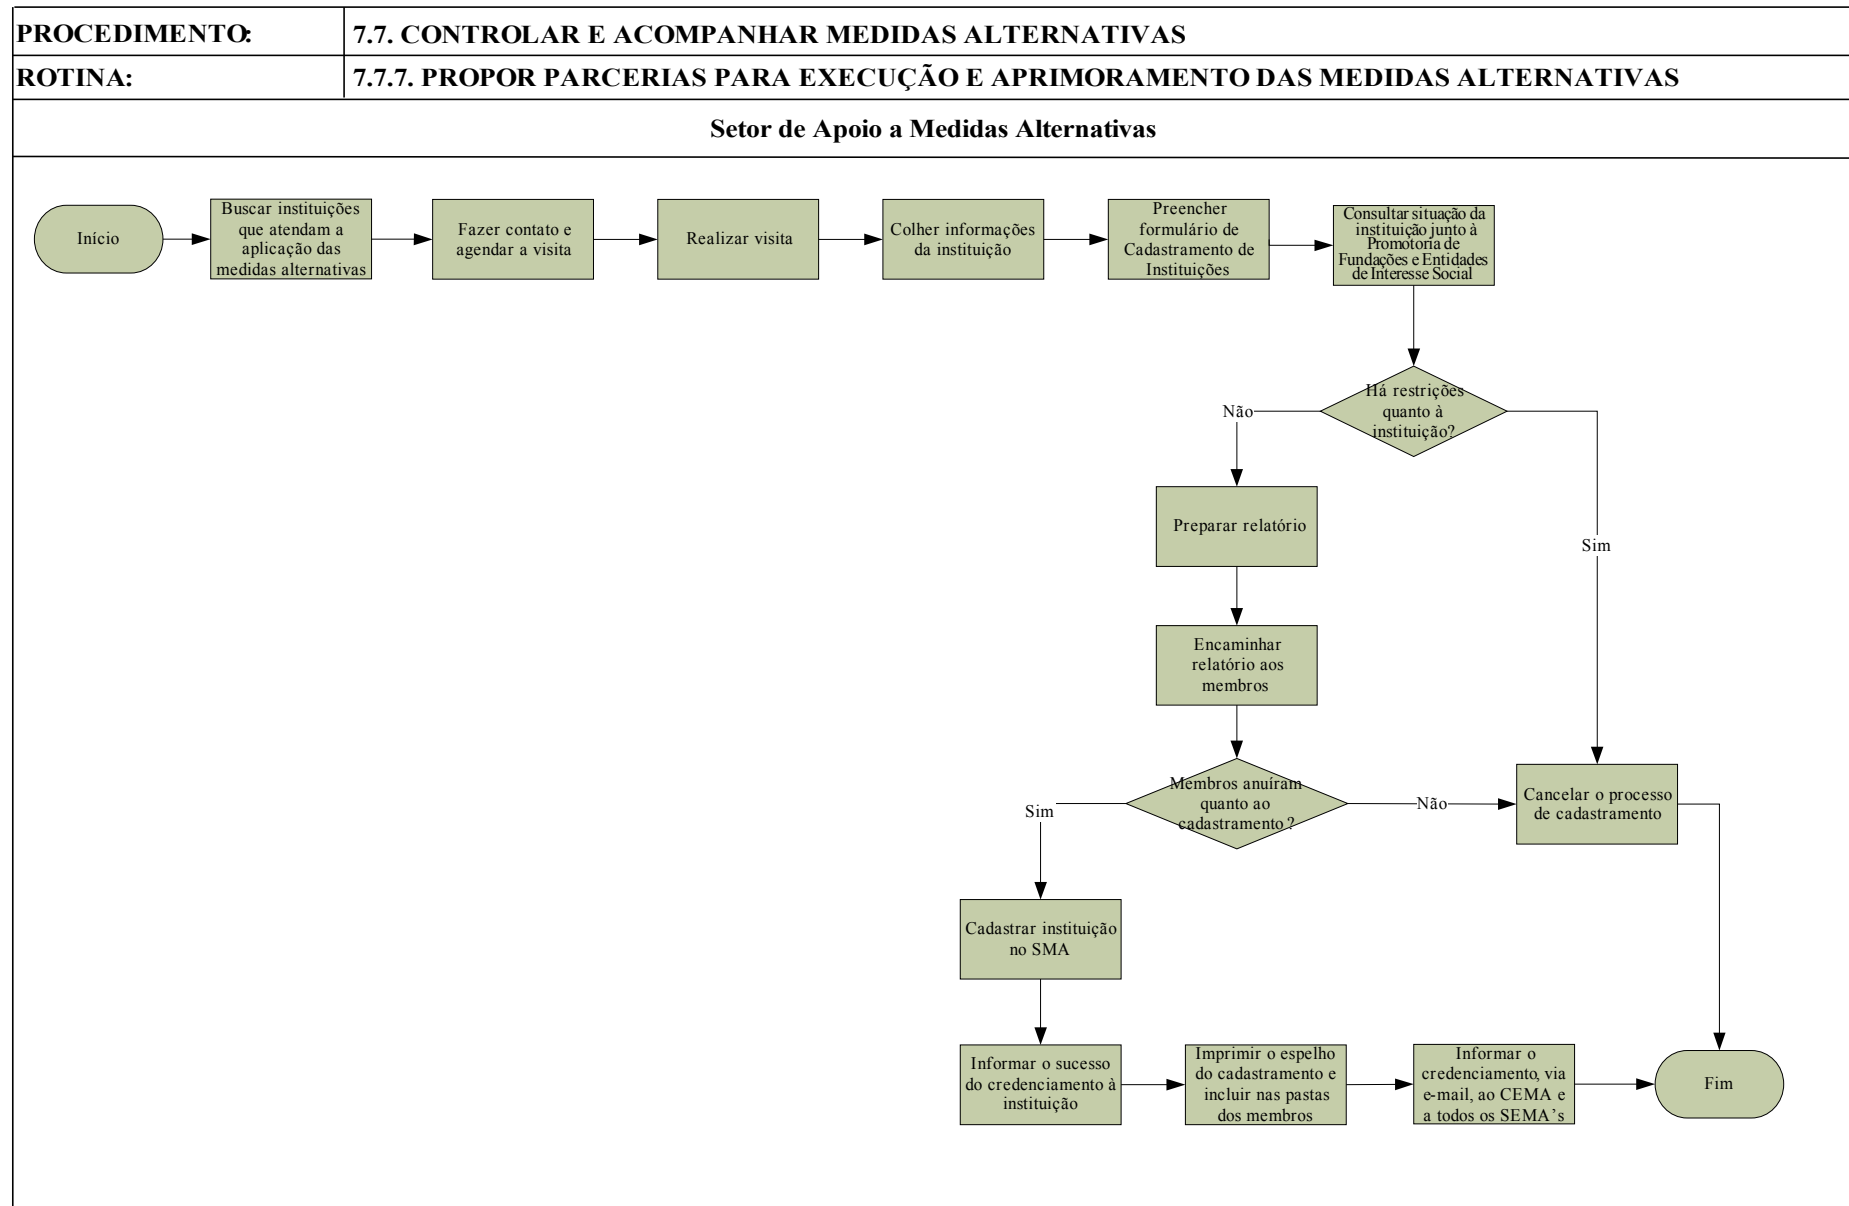 PROCEDIMENTO: 7.7. CONTROLAR E ACOMPANHAR MEDIDAS ALTERNATIVAS
ROTINA: 7.7.7. PROPOR PARCERIAS PARA EXECUÇÃO E APRIMORAMENTO DAS MEDIDAS ALTERNATIVAS
Setor de Apoio a Medidas Alternativas
Início
Buscar instituições
que atendam a
aplicação das
medidas alternativas
Fazer contato e
agendar a visita
Realizar visita
Colher informações
da instituição
Preencher
formulário de
Cadastramento de
Instituições
Consultar situação da
instituição junto à
Promotoria de
Fundações e Entidades
de Interesse Social
Há restrições
quanto à
instituição?
Não
Sim
Preparar relatório
Encaminhar
relatório aos
membros
Membros anuíram
quanto ao
cadastramento?
Sim
Não
Cancelar o processo
de cadastramento
Cadastrar instituição
no SMA
Informar o sucesso
do credenciamento à
instituição
Imprimir o espelho
do cadastramento e
incluir nas pastas
dos membros
Informar o
credenciamento, via
e-mail, ao CEMA e
a todos os SEMA's
Fim